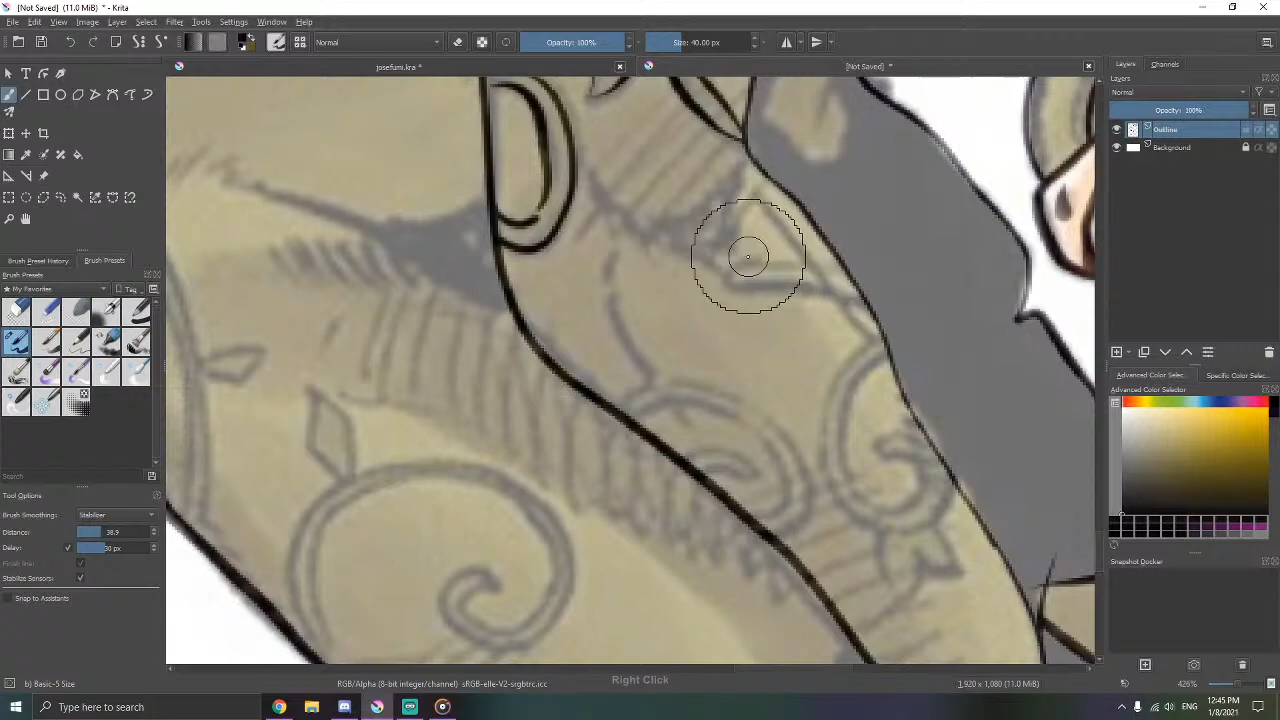 [Not Saved] (11.0 MiB) * - Krita
File Edit View Image Layer Select Filter Tools Settings Window Help
Normal Opacity: 100% Size: 40.00 px
josefumi.kra * [Not Saved] *
Layers Channels
Layers
Normal
Opacity: 100%
Outline
Background
Brush Preset History Brush Presets
Brush Presets
My Favorites Tag
Search
Tool Options
Brush Smoothing: Stabilizer
Distance: 38.9
Delay: 30 px
Finish line:
Stabilize Sensors:
Snap to Assistants
Advanced Color Selec... Specific Color Selec...
Advanced Color Selector
Snapshot Docker
b) Basic-5 Size RGB/Alpha (8-bit integer/channel) sRGB-elle-V2-srgbtrc.icc Right Click 1,920 x 1,080 (11.0 MiB) 426%
Type here to search ENG 12:45 PM
1/8/2021